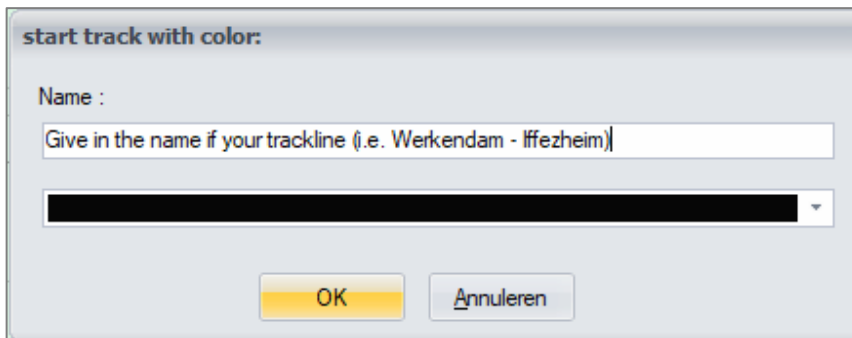 start track with color:
Name :
Give in the name if your trackline (i.e. Werkendam - Iffezheim)
OK
Annuleren